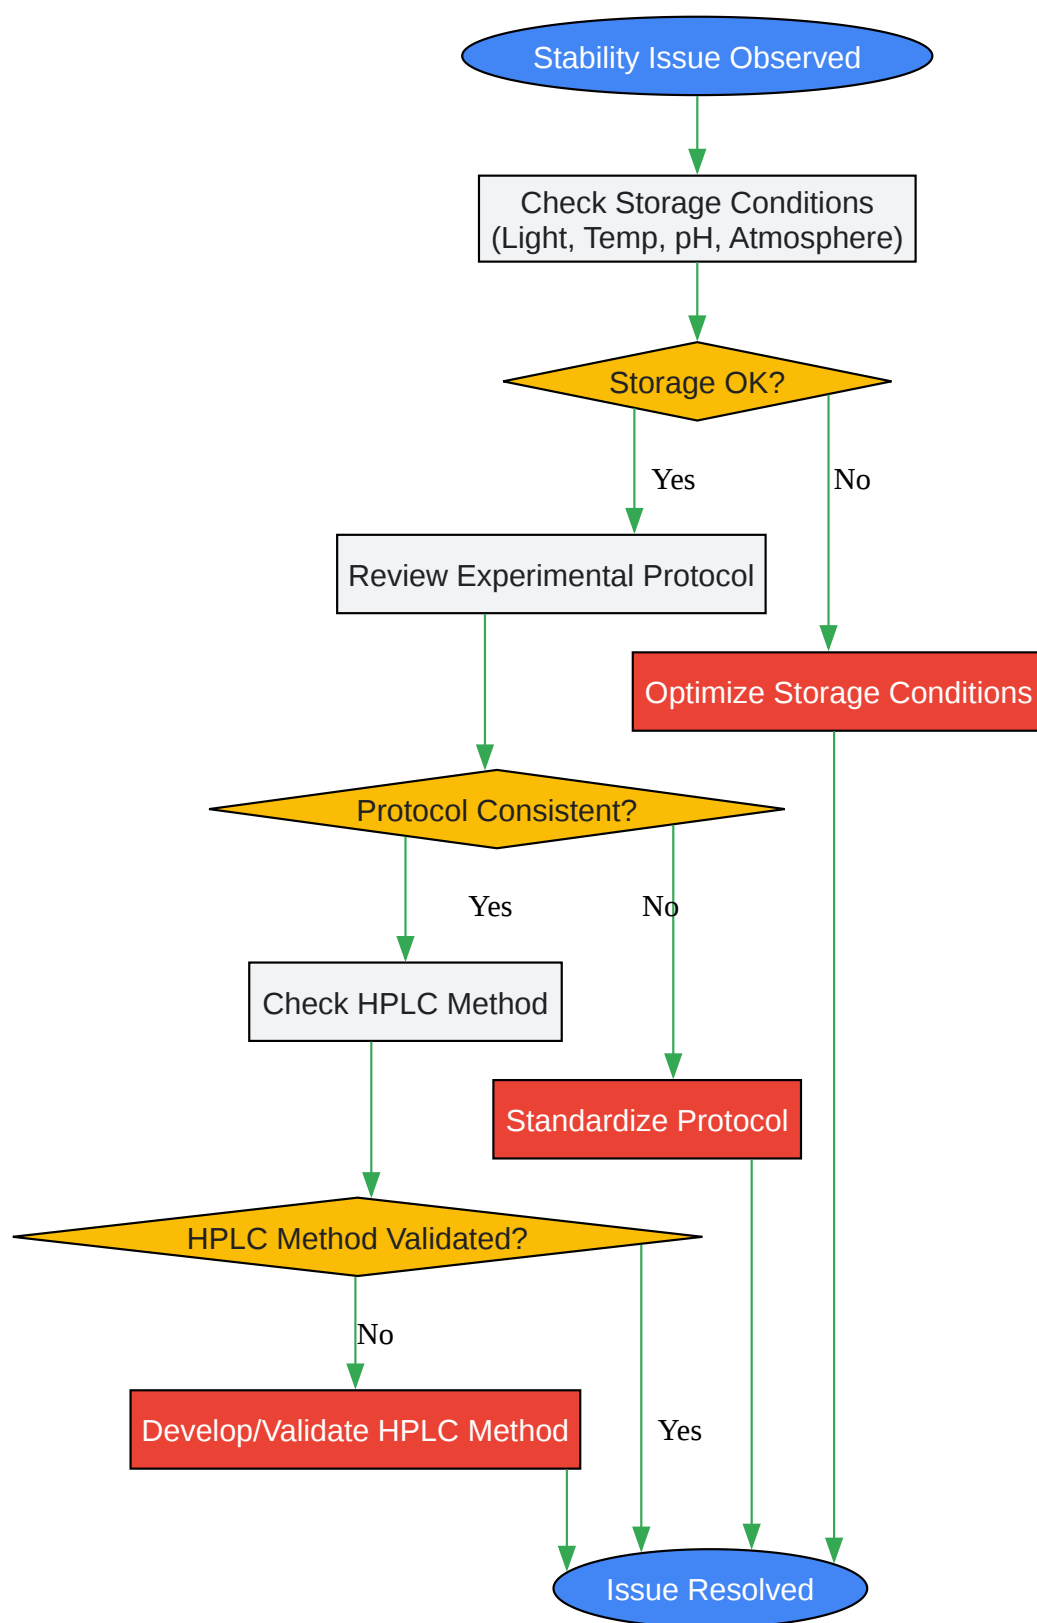 Stability Issue Observed
Check Storage Conditions
(Light, Temp, pH, Atmosphere)
Storage OK?
Yes
No
Review Experimental Protocol
Optimize Storage Conditions
Protocol Consistent?
Yes
No
Check HPLC Method
Standardize Protocol
HPLC Method Validated?
No
Develop/Validate HPLC Method
Yes
Issue Resolved